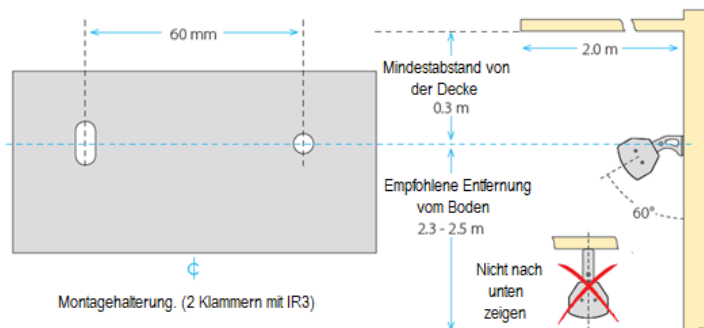 60 mm
2.0 m
Mindestabstand von
der Decke
0.3 m
Empfohlene Entfernung
vom Boden
2.3 - 2.5 m
60°
Nicht nach
unten
zeigen
℄
Montagehalterung. (2 Klammern mit IR3)